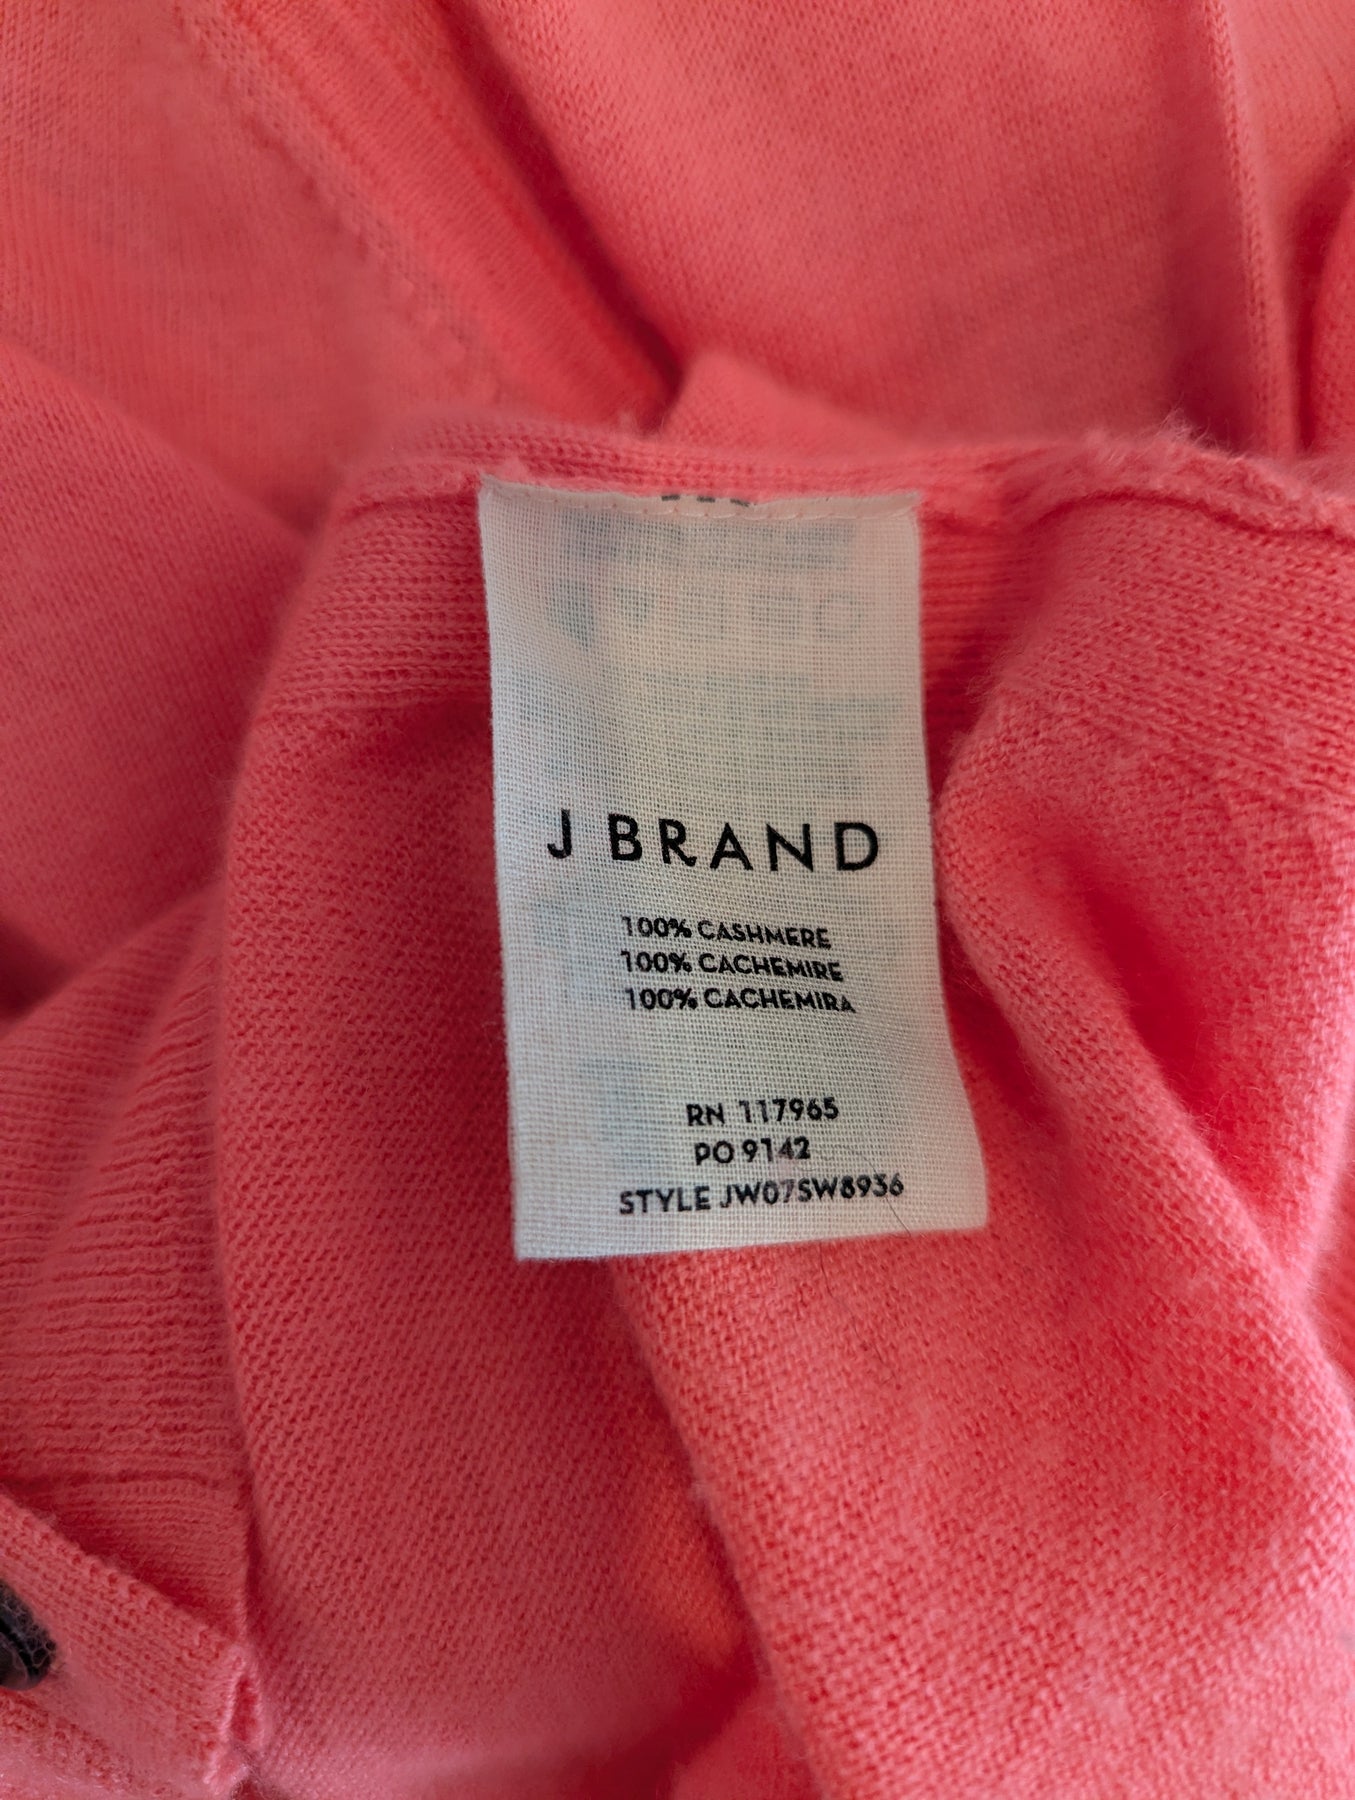 J BRAND
100% CASHMERE
100% CACHEMIRE
100% CACHEMIRA
RN 117965
PO 9142
STYLE JW07SW8936